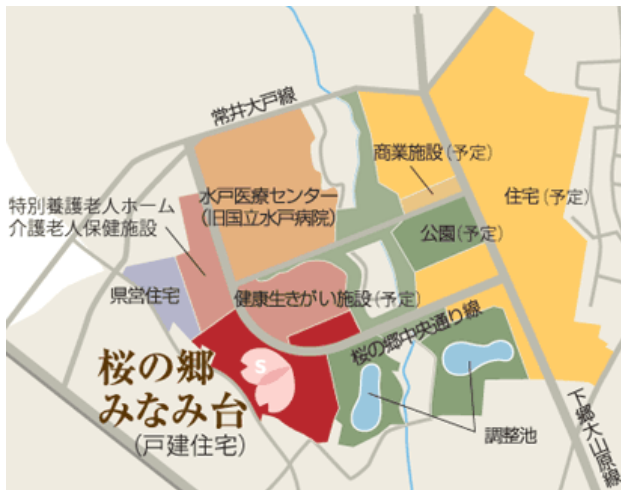 常井大戸線
商業施設(予定)
水戸医療センター
(旧国立水戸病院)
住宅(予定)
特別養護老人ホーム
介護老人保健施設
公園(予定)
県営住宅
健康生きがい施設(予定)
桜の郷中央通り線
桜の郷
みなみ台
(戸建住宅)
S
調整池
下郷大山原線